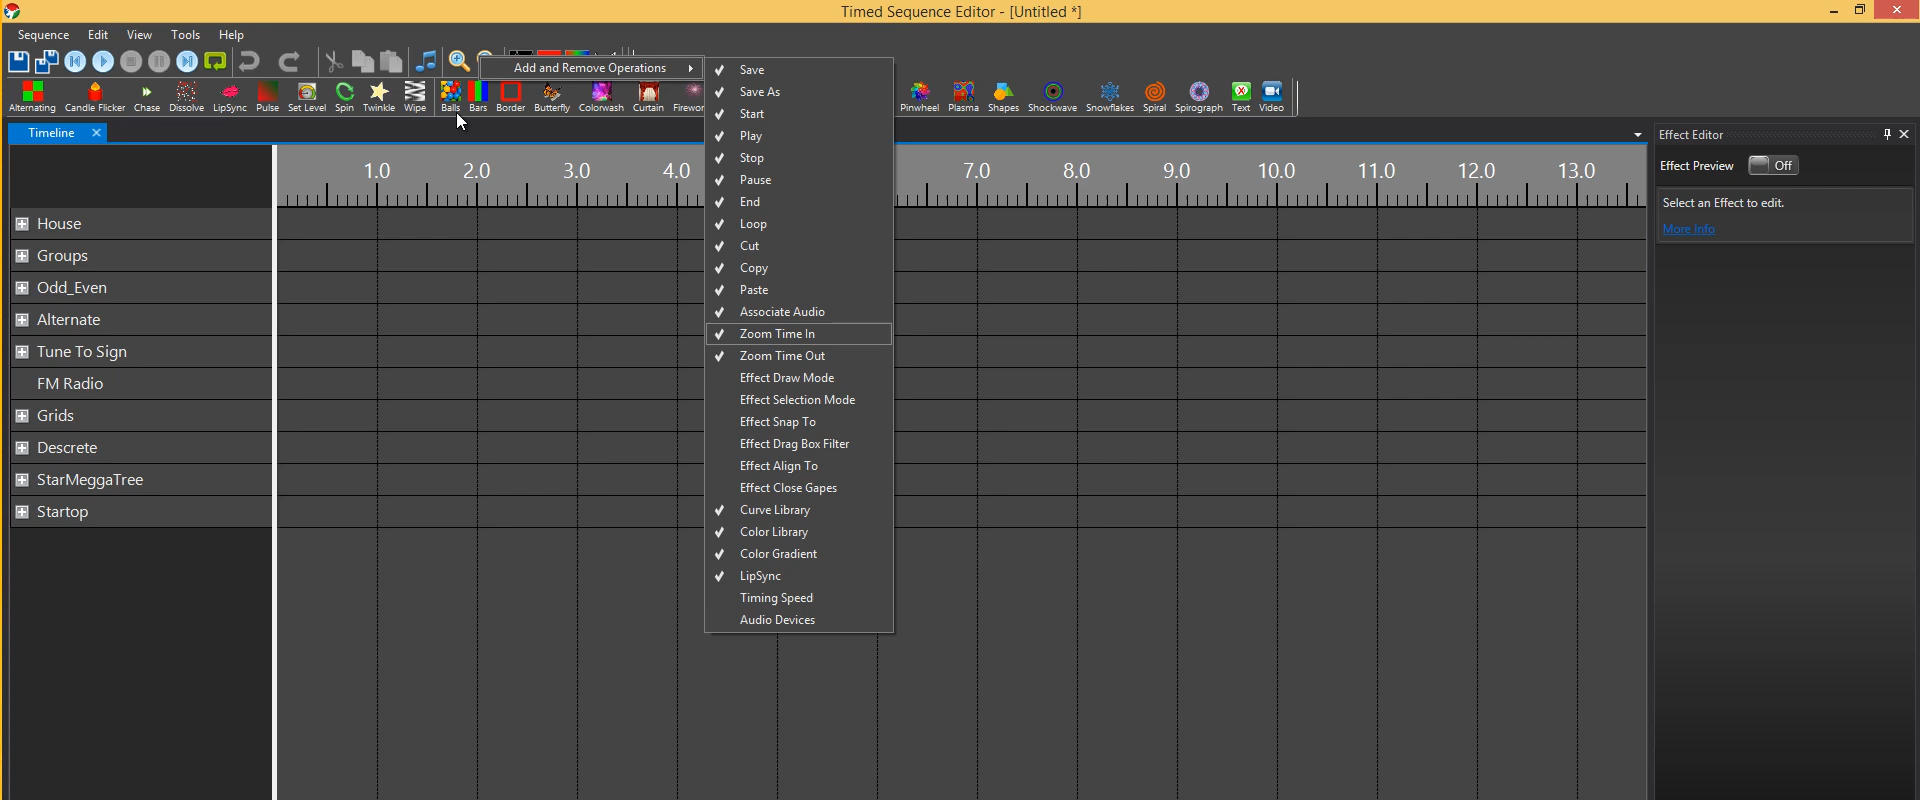 Timed Sequence Editor - [Untitled *]
Sequence Edit View Tools Help
Add and Remove Operations
Alternating Candle Flicker Chase Dissolve LipSync Pulse Set Level Spin Twinkle Wipe Balls Bars Border Butterfly Colorwash Curtain Firewor
Pinwheel Plasma Shapes Shockwave Snowflakes Spiral Spirograph Text Video
Save
Save As
Start
Play
Stop
Pause
End
Loop
Cut
Copy
Paste
Associate Audio
Zoom Time In
Zoom Time Out
Effect Draw Mode
Effect Selection Mode
Effect Snap To
Effect Drag Box Filter
Effect Align To
Effect Close Gapes
Curve Library
Color Library
Color Gradient
LipSync
Timing Speed
Audio Devices
Timeline
1.0 2.0 3.0 4.0 7.0 8.0 9.0 10.0 11.0 12.0 13.0
House
Groups
Odd_Even
Alternate
Tune To Sign
FM Radio
Grids
Descrete
StarMeggaTree
Startop
Effect Editor
Effect Preview Off
Select an Effect to edit.
More Info